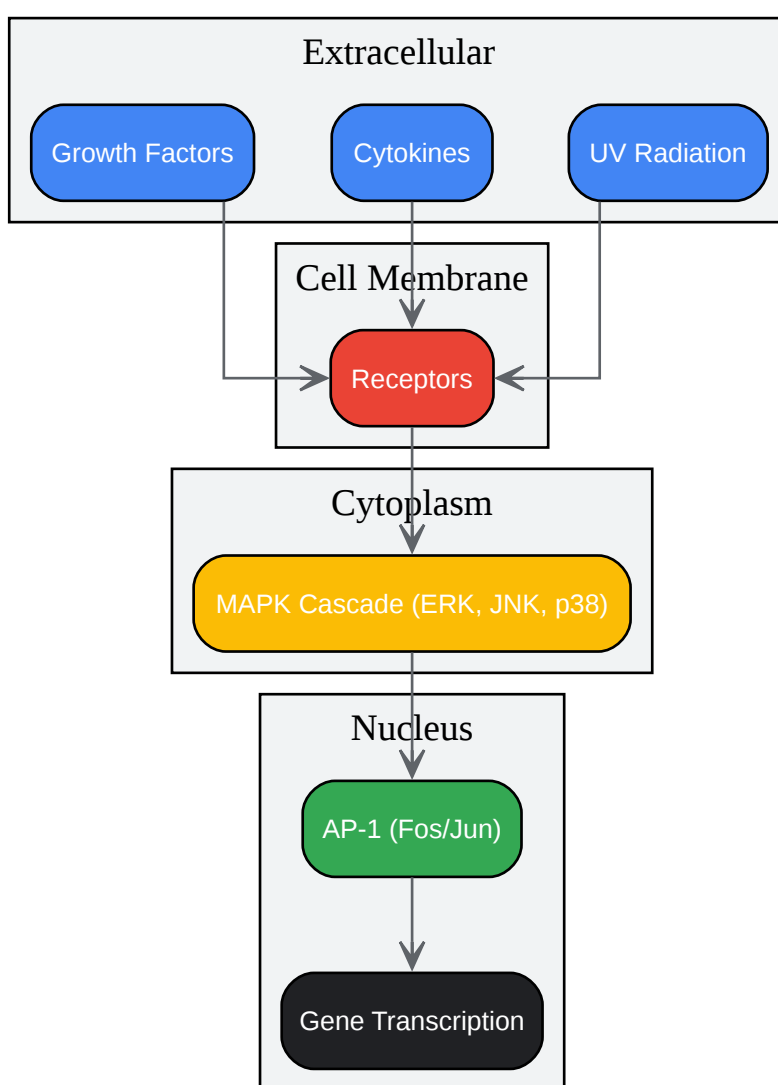 Extracellular
Growth Factors
Cytokines
UV Radiation
Cell Membrane
Receptors
Cytoplasm
MAPK Cascade (ERK, JNK, p38)
Nucleus
AP-1 (Fos/Jun)
Gene Transcription